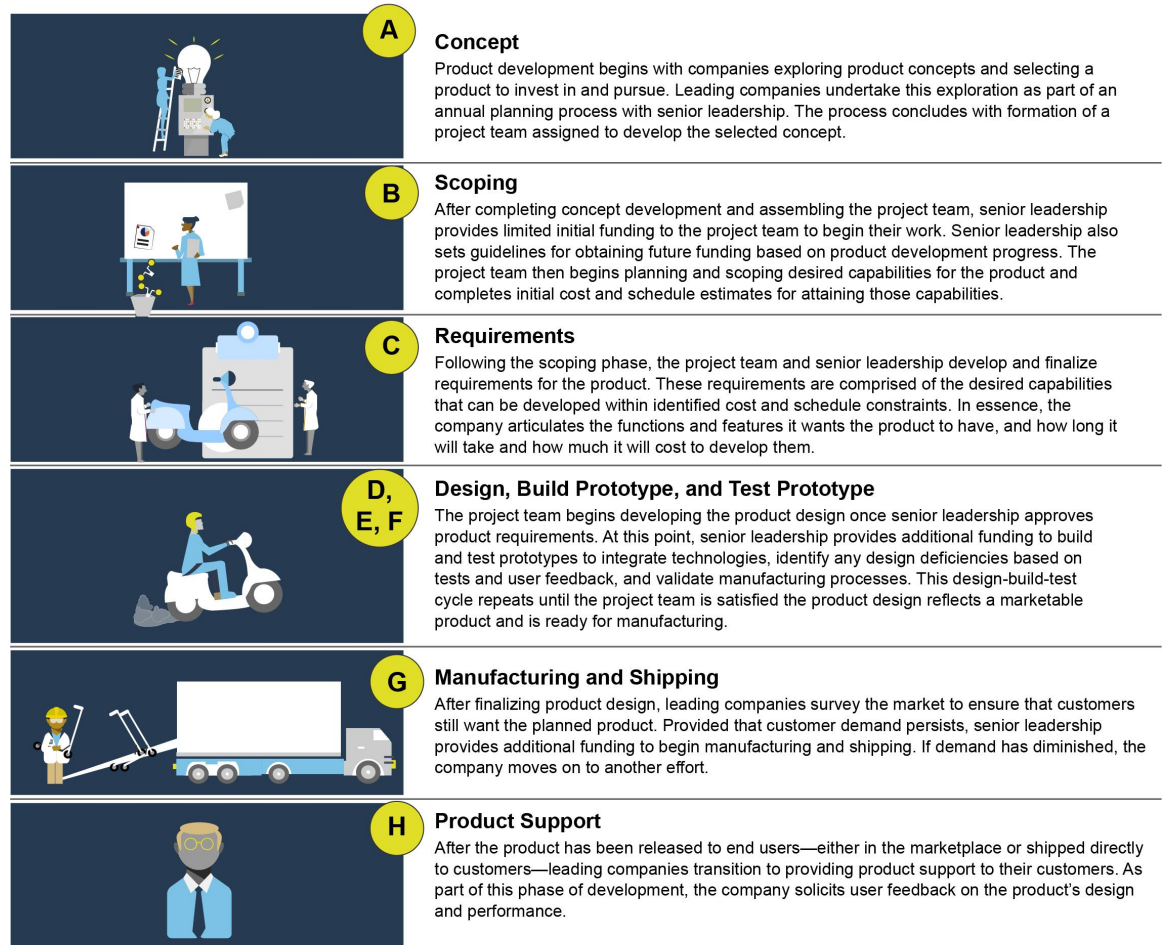 A
Concept
Product development begins with companies exploring product concepts and selecting a
product to invest in and pursue. Leading companies undertake this exploration as part of an
annual planning process with senior leadership. The process concludes with formation of a
project team assigned to develop the selected concept.
B
Scoping
After completing concept development and assembling the project team, senior leadership
provides limited initial funding to the project team to begin their work. Senior leadership also
sets guidelines for obtaining future funding based on product development progress. The
project team then begins planning and scoping desired capabilities for the product and
completes initial cost and schedule estimates for attaining those capabilities.
C
Requirements
Following the scoping phase, the project team and senior leadership develop and finalize
requirements for the product. These requirements are comprised of the desired capabilities
that can be developed within identified cost and schedule constraints. In essence, the
company articulates the functions and features it wants the product to have, and how long it
will take and how much it will cost to develop them.
D,
E, F
Design, Build Prototype, and Test Prototype
The project team begins developing the product design once senior leadership approves
product requirements. At this point, senior leadership provides additional funding to build
and test prototypes to integrate technologies, identify any design deficiencies based on
tests and user feedback, and validate manufacturing processes. This design-build-test
cycle repeats until the project team is satisfied the product design reflects a marketable
product and is ready for manufacturing.
G
Manufacturing and Shipping
After finalizing product design, leading companies survey the market to ensure that customers
still want the planned product. Provided that customer demand persists, senior leadership
provides additional funding to begin manufacturing and shipping. If demand has diminished, the
company moves on to another effort.
H
Product Support
After the product has been released to end users—either in the marketplace or shipped directly
to customers—leading companies transition to providing product support to their customers. As
part of this phase of development, the company solicits user feedback on the product's design
and performance.